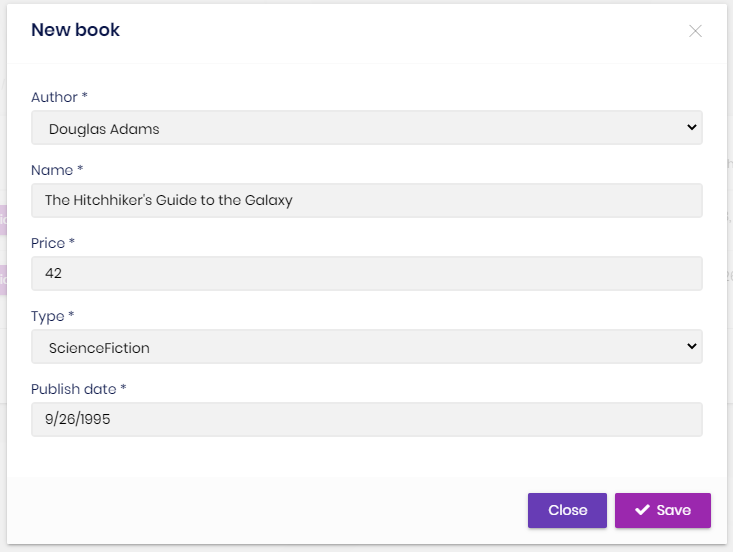 New book
Author *
Douglas Adams
Name *
The Hitchhiker's Guide to the Galaxy
Price *
42
Type *
ScienceFiction
Publish date *
9/26/1995
Close
Save